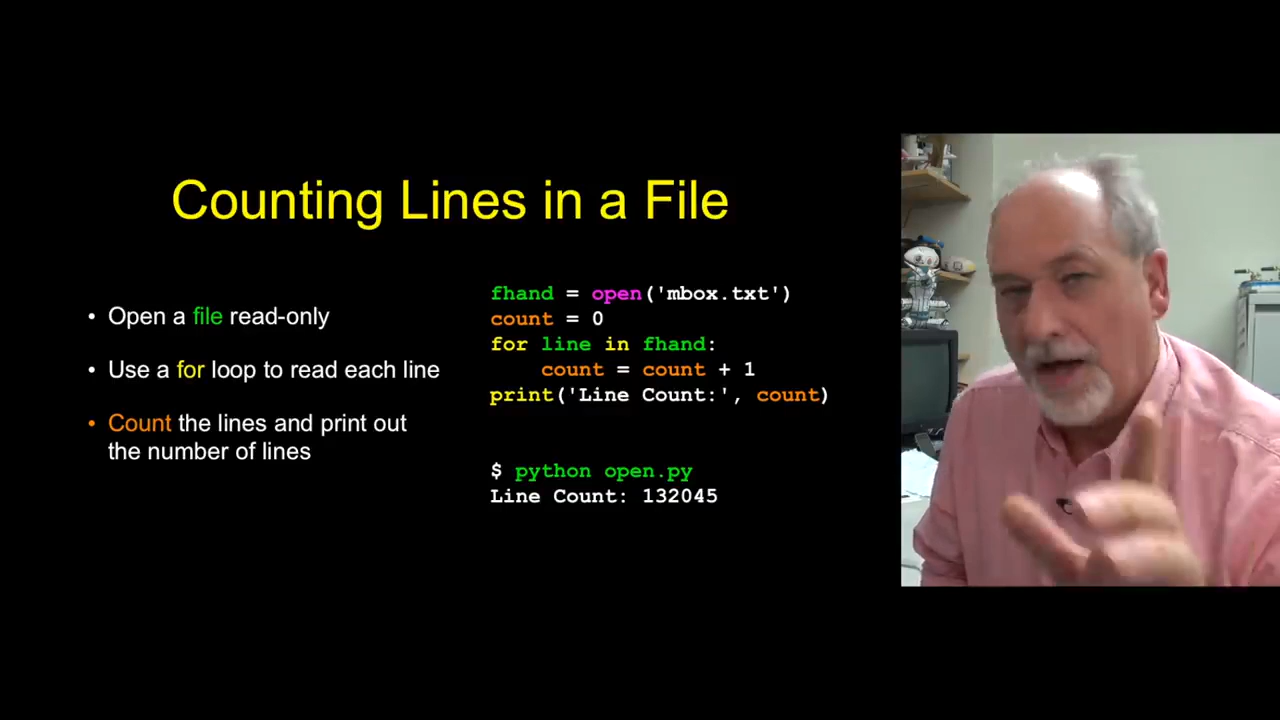 Counting Lines in a File
• Open a file read-only
• Use a for loop to read each line
• Count the lines and print out
the number of lines
fhand = open('mbox.txt')
count = 0
for line in fhand:
    count = count + 1
print('Line Count:', count)
$ python open.py
Line Count: 132045